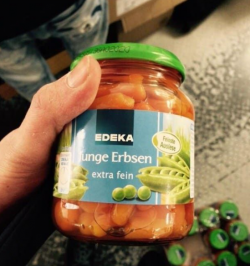 EDEKA
Junge Erbsen
extra fein